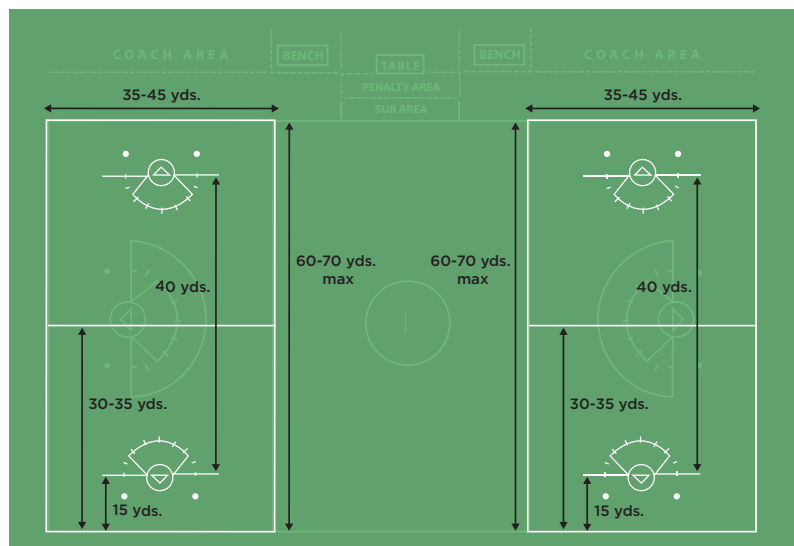 COACH AREA
BENCH
TABLE
BENCH
COACH AREA
PENALTY AREA
SUB AREA
35-45 yds.
35-45 yds.
60-70 yds.
max
60-70 yds.
max
40 yds.
40 yds.
30-35 yds.
30-35 yds.
15 yds.
15 yds.